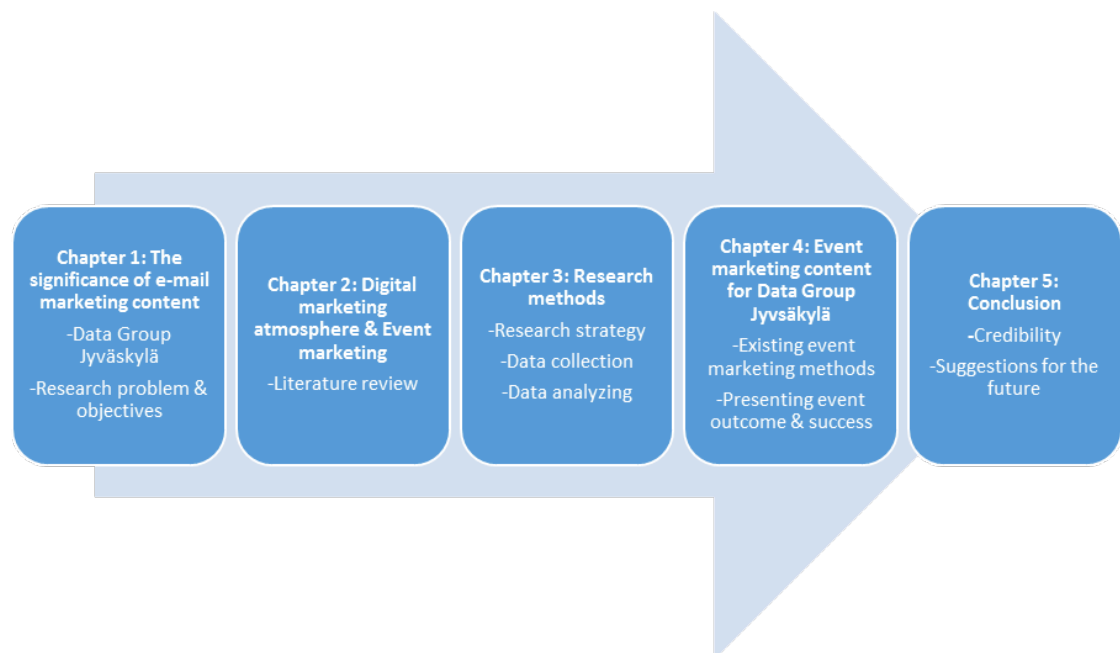 Chapter 1: The
significance of e-mail
marketing content
-Data Group
Jyväskylä
-Research problem &
objectives
Chapter 2: Digital
marketing
atmosphere & Event
marketing
-Literature review
Chapter 3: Research
methods
-Research strategy
-Data collection
-Data analyzing
Chapter 4: Event
marketing content
for Data Group
Jyvsäkylä
-Existing event
marketing methods
-Presenting event
outcome & success
Chapter 5:
Conclusion
-Credibility
-Suggestions for the
future